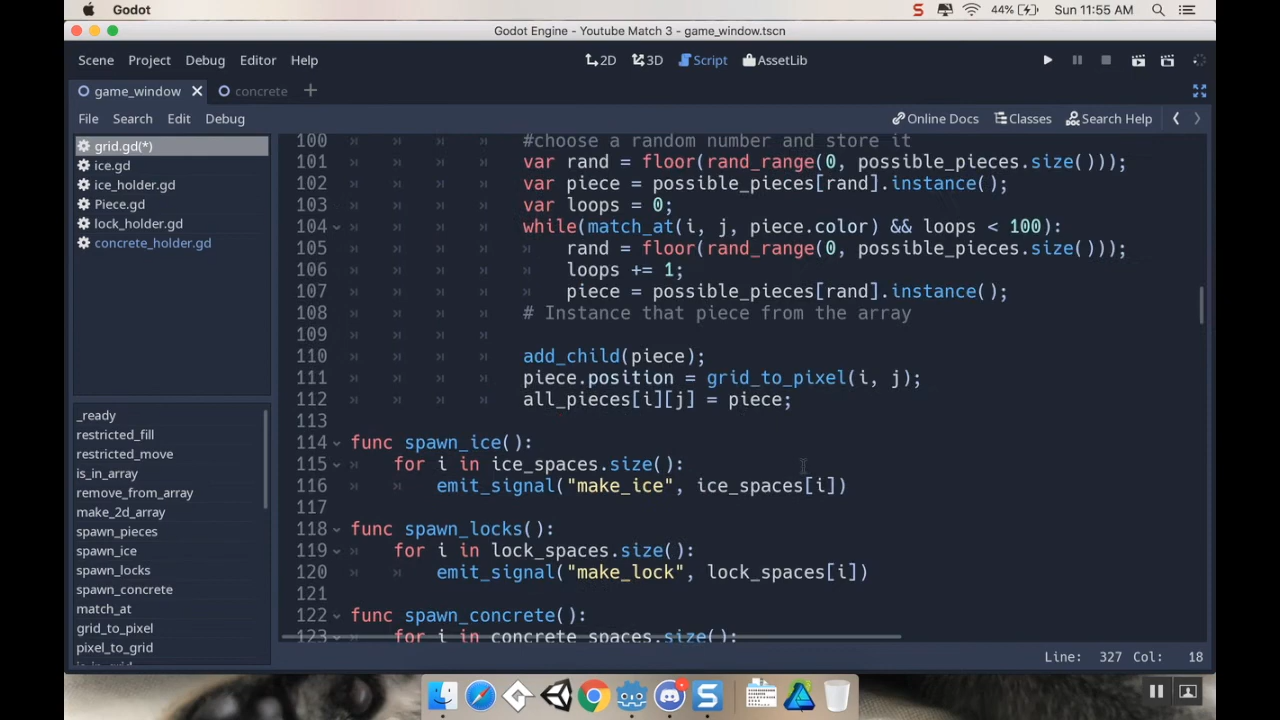 Godot
44%
Sun 11:55 AM
Godot Engine - Youtube Match 3 - game_window.tscn
Scene Project Debug Editor Help
2D 3D Script AssetLib
game_window concrete
File Search Edit Debug
Online Docs Classes Search Help
grid.gd(*)
ice.gd
ice_holder.gd
Piece.gd
lock_holder.gd
concrete_holder.gd
_ready
restricted_fill
restricted_move
is_in_array
remove_from_array
make_2d_array
spawn_pieces
spawn_ice
spawn_locks
spawn_concrete
match_at
grid_to_pixel
pixel_to_grid
100 #choose a random number and store it
101 var rand = floor(rand_range(0, possible_pieces.size()));
102 var piece = possible_pieces[rand].instance();
103 var loops = 0;
104 while(match_at(i, j, piece.color) && loops < 100):
105 rand = floor(rand_range(0, possible_pieces.size()));
106 loops += 1;
107 piece = possible_pieces[rand].instance();
108 # Instance that piece from the array
109
110 add_child(piece);
111 piece.position = grid_to_pixel(i, j);
112 all_pieces[i][j] = piece;
113
114 func spawn_ice():
115 for i in ice_spaces.size():
116 emit_signal("make_ice", ice_spaces[i])
117
118 func spawn_locks():
119 for i in lock_spaces.size():
120 emit_signal("make_lock", lock_spaces[i])
121
122 func spawn_concrete():
123 for i in concrete_spaces.size():
Line: 327 Col: 18